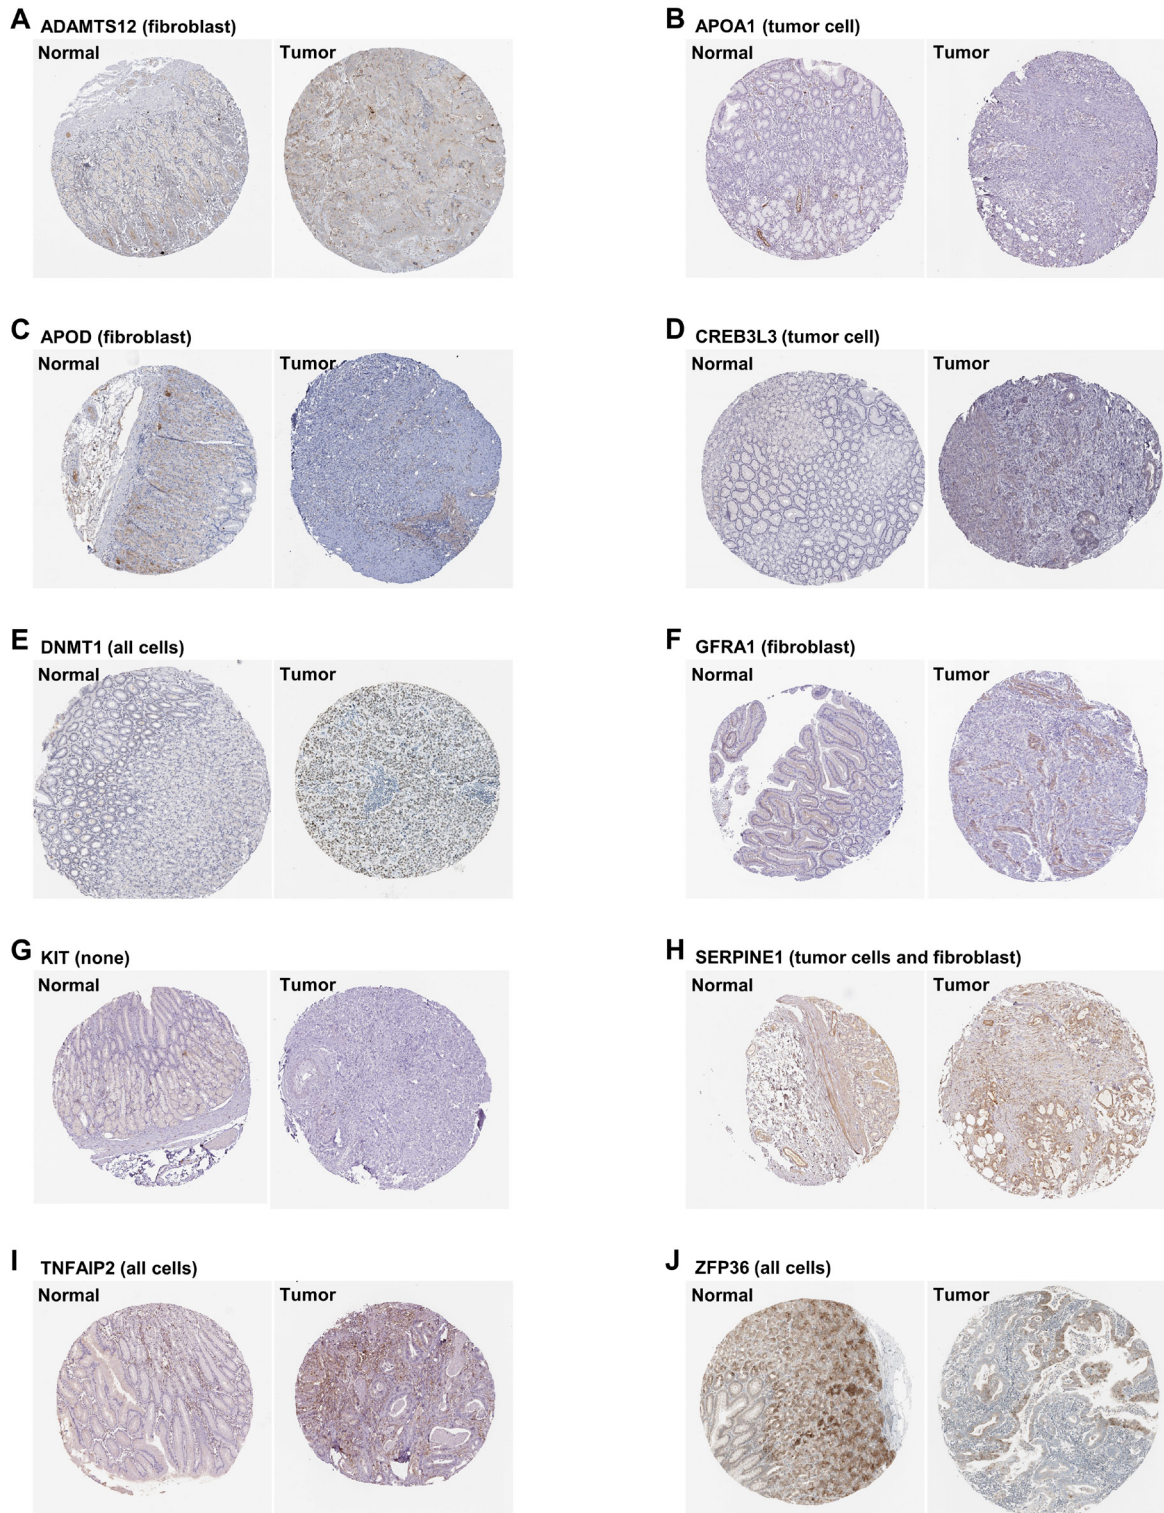 A ADAMTS12 (fibroblast)
Normal Tumor
B APOA1 (tumor cell)
Normal Tumor
C APOD (fibroblast)
Normal Tumor
D CREB3L3 (tumor cell)
Normal Tumor
E DNMT1 (all cells)
Normal Tumor
F GFRA1 (fibroblast)
Normal Tumor
G KIT (none)
Normal Tumor
H SERPINE1 (tumor cells and fibroblast)
Normal Tumor
I TNFAIP2 (all cells)
Normal Tumor
J ZFP36 (all cells)
Normal Tumor